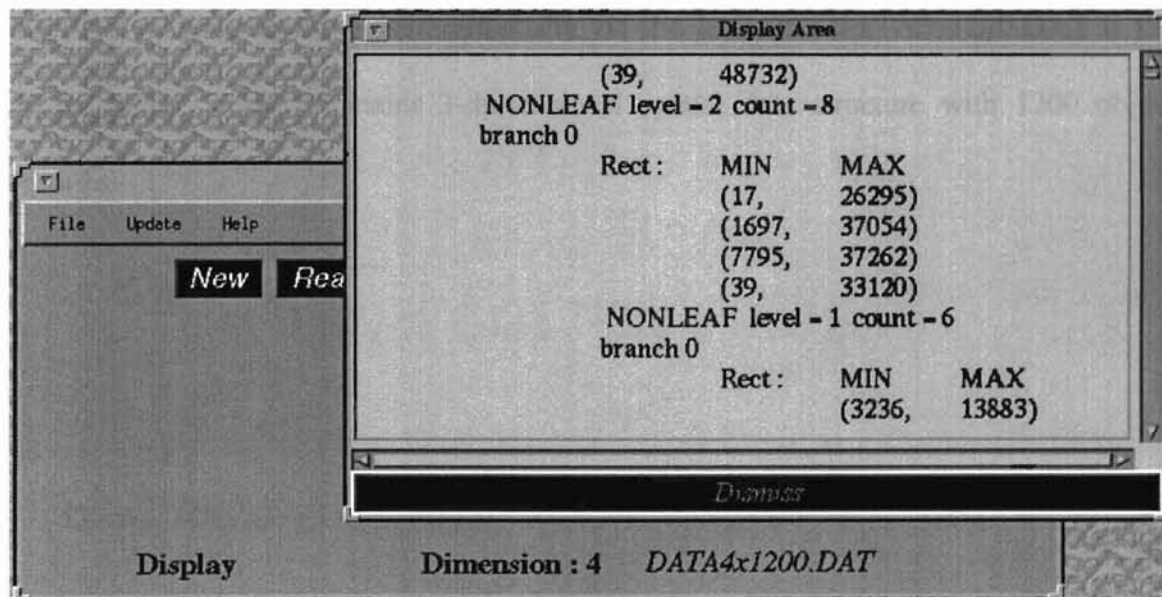 Display Area
(39, 48732)
NONLEAF level = 2 count = 8
branch 0
Rect : MIN MAX
(17, 26295)
(1697, 37054)
(7795, 37262)
(39, 33120)
NONLEAF level = 1 count = 6
branch 0
Rect : MIN MAX
(3236, 13883)
Dismiss
File Update Help
New Rea
Display Dimension : 4 DATA4x1200.DAT